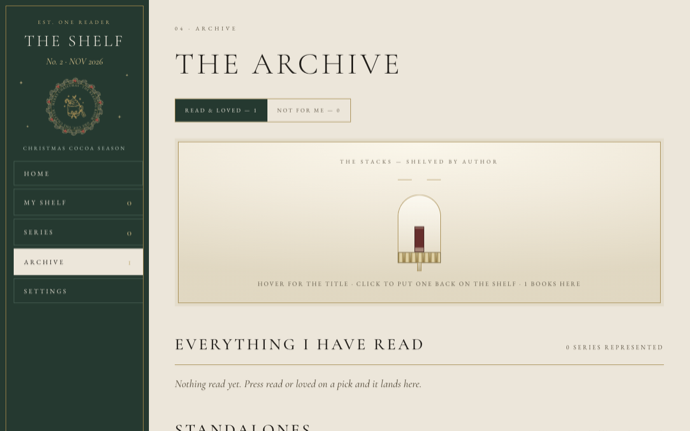 EST. ONE READER
THE SHELF
No. 2 · NOV 2026
CHRISTMAS COCOA SEASON
HOME
MY SHELF 0
SERIES 0
ARCHIVE 1
SETTINGS
04 · ARCHIVE
THE ARCHIVE
READ & LOVED — 1
NOT FOR ME — 0
THE STACKS — SHELVED BY AUTHOR
HOVER FOR THE TITLE · CLICK TO PUT ONE BACK ON THE SHELF · 1 BOOKS HERE
EVERYTHING I HAVE READ
0 SERIES REPRESENTED
Nothing read yet. Press read or loved on a pick and it lands here.
STANDALONES